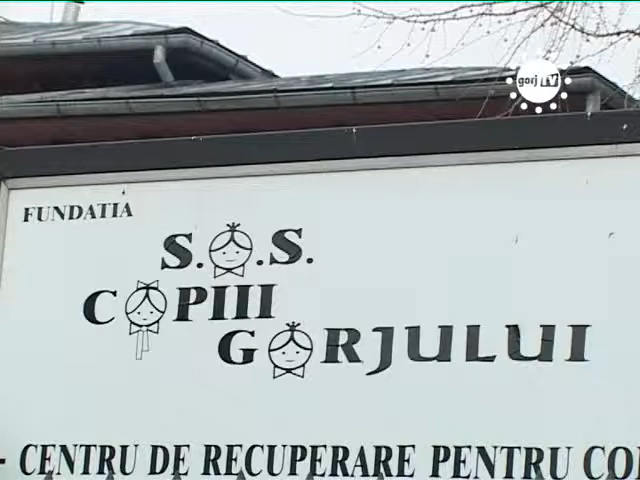 gorj TV
FUNDATIA
S.O.S.
COPIII
GORJULUI
- CENTRU DE RECUPERARE PENTRU